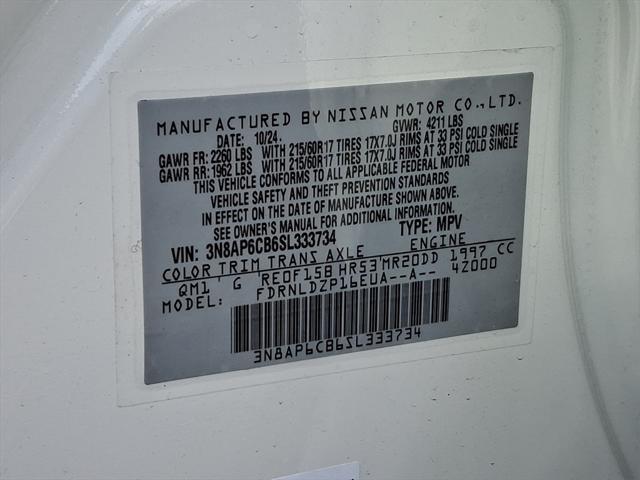 MANUFACTURED BY NISSAN MOTOR CO.,LTD.
DATE: 10/24. GVWR: 4211 LBS
GAWR FR: 2260 LBS WITH 215/60R17 TIRES 17X7.0J RIMS AT 33 PSI COLD SINGLE
GAWR RR: 1962 LBS WITH 215/60R17 TIRES 17X7.0J RIMS AT 33 PSI COLD SINGLE
THIS VEHICLE CONFORMS TO ALL APPLICABLE FEDERAL MOTOR
VEHICLE SAFETY AND THEFT PREVENTION STANDARDS
IN EFFECT ON THE DATE OF MANUFACTURE SHOWN ABOVE.
SEE OWNER'S MANUAL FOR ADDITIONAL INFORMATION
VIN: 3N8AP6CB6SL333734 TYPE: MPV
COLOR TRIM TRANS AXLE ENGINE
QM1 G RE0F15B HR53 MR20DD 1997 CC
MODEL: FDRNLDZP16EUA--A-- 4Z000
3N8AP6CB6SL333734